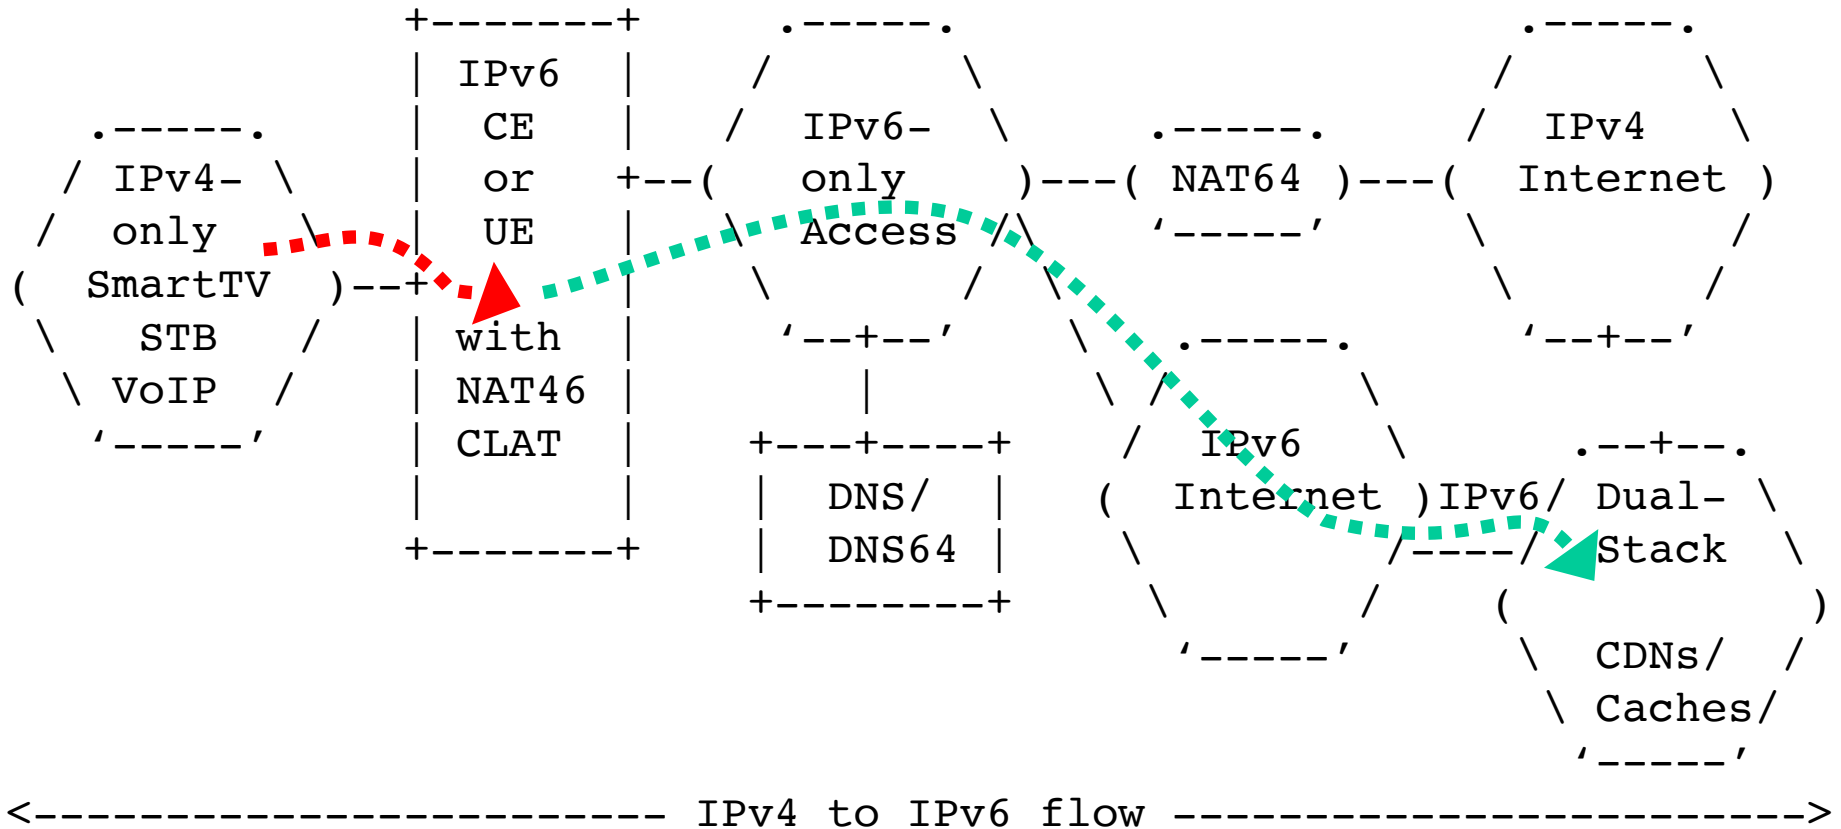 IPv4-
only
SmartTV
STB
VoIP
IPv6
CE
or
UE
with
NAT46
CLAT
IPv6-
only
Access
DNS/
DNS64
NAT64
IPv4
Internet
IPv6
Internet
IPv6
Dual-
Stack
CDNs/
Caches
IPv4 to IPv6 flow